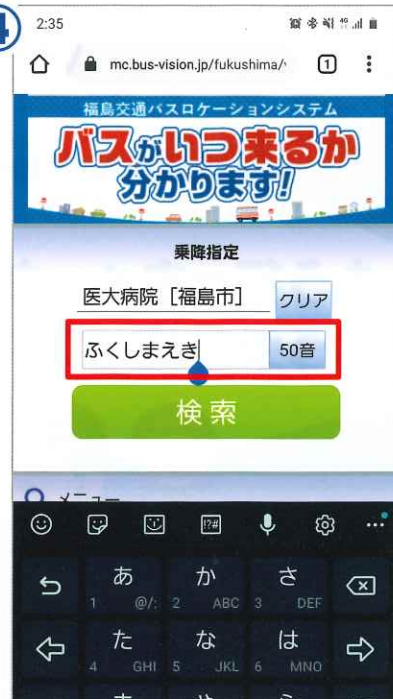 4
2:35
mc.bus-vision.jp/fukushima/
1
福島交通バスロケーションシステム
バスがいつ来るか
分かります!
乗降指定
医大病院［福島市］
クリア
ふくしまえき
50音
検索
メニュー
!?#
あ
1 @/:
か
2 ABC
さ
3 DEF
た
4 GHI
な
5 JKL
は
6 MNO